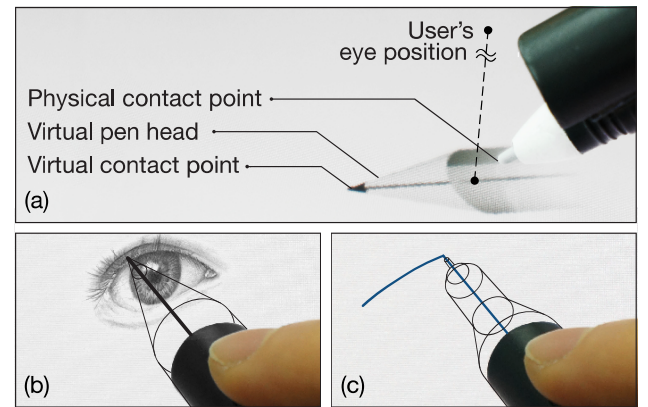 User's
eye position
Physical contact point
Virtual pen head
Virtual contact point
(a)
(b)
(c)